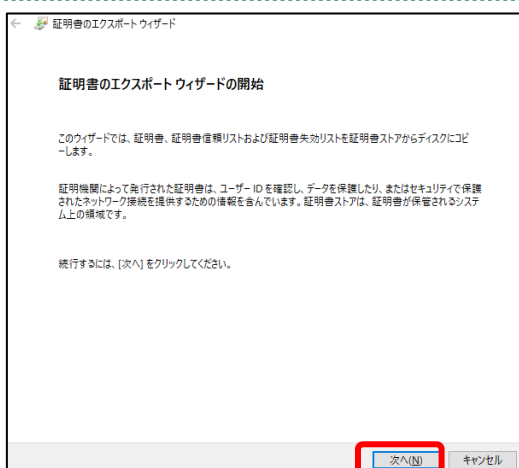 証明書のエクスポート ウィザード
証明書のエクスポート ウィザードの開始
このウィザードでは、証明書、証明書信頼リストおよび証明書失効リストを証明書ストアからディスクにコピ
ーします。
証明機関によって発行された証明書は、ユーザー ID を確認し、データを保護したり、またはセキュリティで保護
されたネットワーク接続を提供するための情報を含んでいます。証明書ストアは、証明書が保管されるシステ
ム上の領域です。
続行するには、[次へ] をクリックしてください。
次へ(N) キャンセル